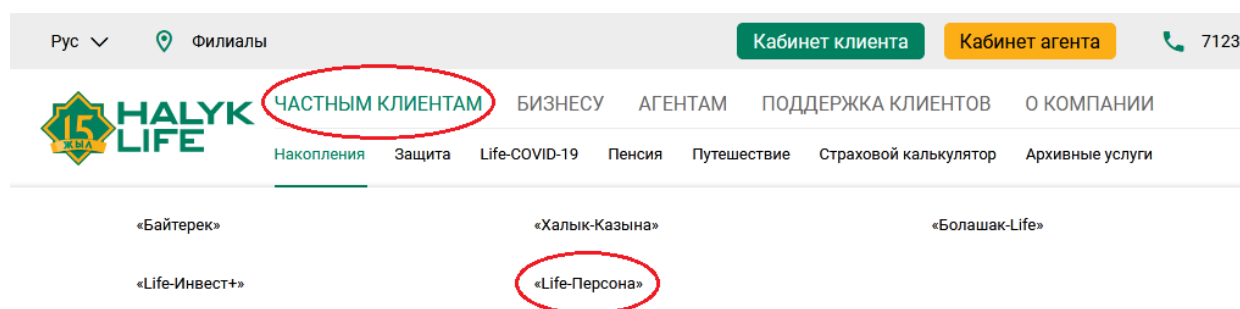 Рус Филиалы Кабинет клиента Кабинет агента 7123
15 ЖЫЛ HALYK LIFE
ЧАСТНЫМ КЛИЕНТАМ БИЗНЕСУ АГЕНТАМ ПОДДЕРЖКА КЛИЕНТОВ О КОМПАНИИ
Накопления Защита Life-COVID-19 Пенсия Путешествие Страховой калькулятор Архивные услуги
«Байтерек» «Халык-Казына» «Болашак-Life»
«Life-Инвест+» «Life-Персона»